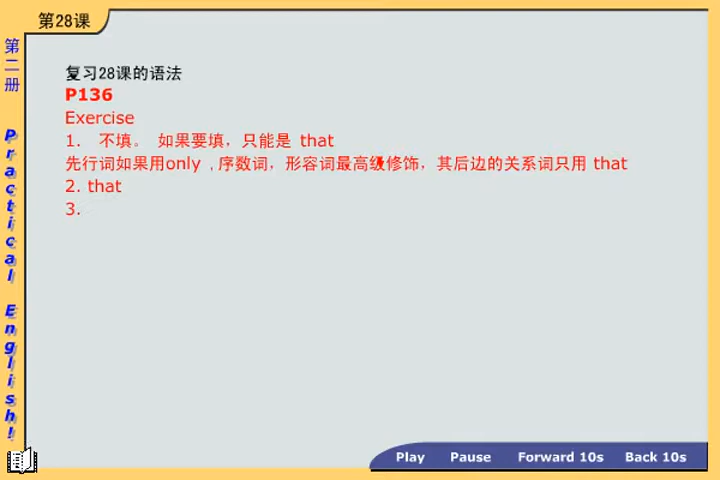 第28课
第二册 Practical English!
复习28课的语法
P136
Exercise
1. 不填。 如果要填，只能是 that
先行词如果用only ，序数词，形容词最高级修饰，其后边的关系词只用 that
2. that
3.
Play Pause Forward 10s Back 10s